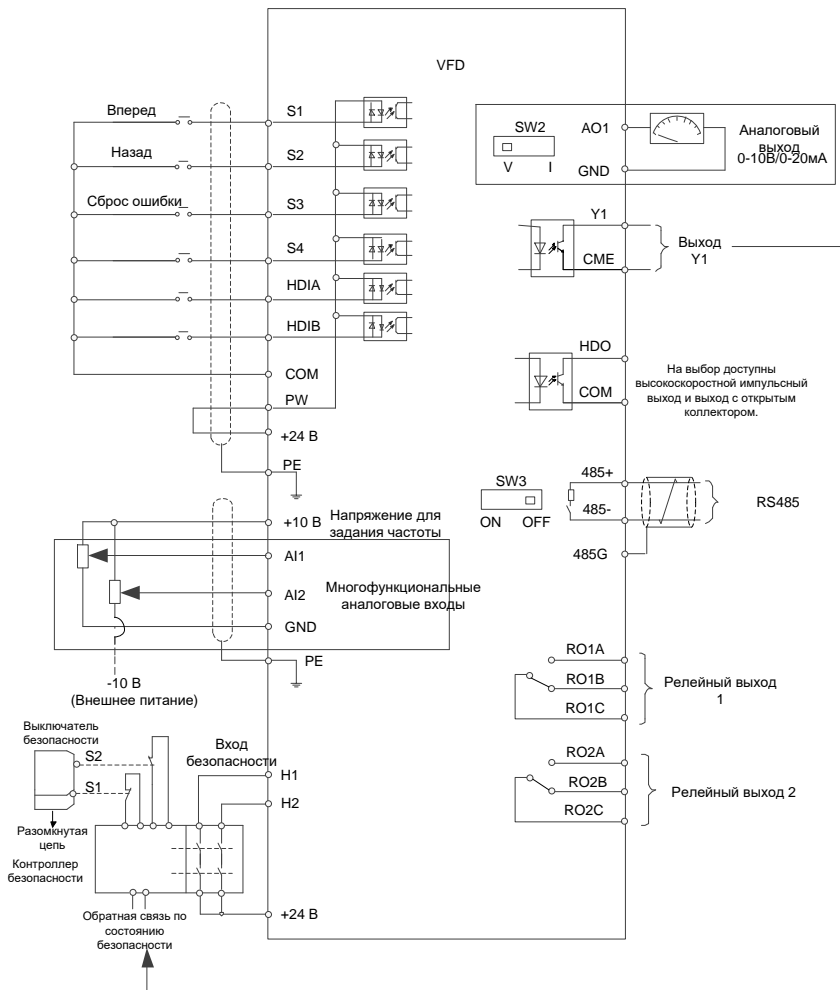 VFD
Вперед
S1
Назад
S2
Сброс ошибки
S3
S4
HDIA
HDIB
COM
PW
+24 В
PE
SW2
V I
AO1
GND
Аналоговый
выход
0-10В/0-20мА
Y1
CME
Выход
Y1
HDO
COM
На выбор доступны
высокоскоростной импульсный
выход и выход с открытым
коллектором.
SW3
ON OFF
485+
485-
485G
RS485
+10 В
Напряжение для
задания частоты
AI1
AI2
Многофункциональные
аналоговые входы
GND
PE
-10 В
(Внешнее питание)
RO1A
RO1B
RO1C
Релейный выход
1
RO2A
RO2B
RO2C
Релейный выход 2
Выключатель
безопасности
S2
S1
Разомкнутая
цепь
Контроллер
безопасности
Вход
безопасности
H1
H2
+24 В
Обратная связь по
состоянию
безопасности